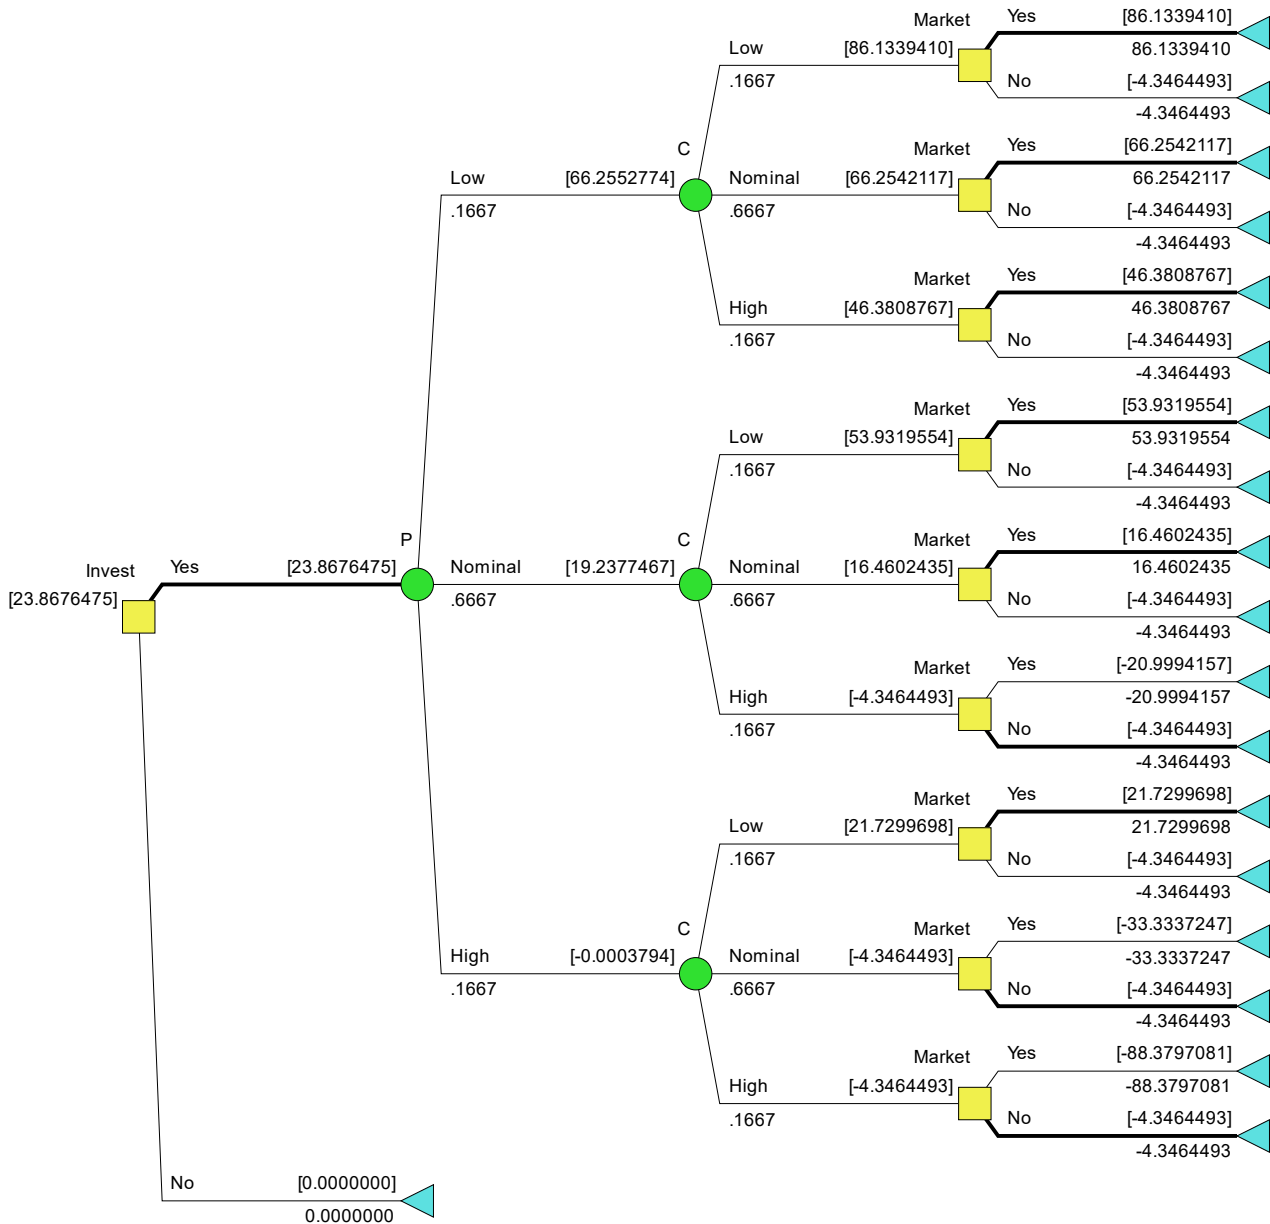 Market Yes [86.1339410]
Low [86.1339410] 86.1339410
.1667 No [-4.3464493]
-4.3464493
C Market Yes [66.2542117]
Low [66.2552774] Nominal [66.2542117] 66.2542117
.1667 .6667 No [-4.3464493]
-4.3464493
Market Yes [46.3808767]
High [46.3808767] 46.3808767
.1667 No [-4.3464493]
-4.3464493
Market Yes [53.9319554]
Low [53.9319554] 53.9319554
.1667 No [-4.3464493]
-4.3464493
P C Market Yes [16.4602435]
Invest Yes [23.8676475] Nominal [19.2377467] Nominal [16.4602435] 16.4602435
[23.8676475] .6667 .6667 No [-4.3464493]
-4.3464493
Market Yes [-20.9994157]
High [-4.3464493] -20.9994157
.1667 No [-4.3464493]
-4.3464493
Market Yes [21.7299698]
Low [21.7299698] 21.7299698
.1667 No [-4.3464493]
-4.3464493
C Market Yes [-33.3337247]
High [-0.0003794] Nominal [-4.3464493] -33.3337247
.1667 .6667 No [-4.3464493]
-4.3464493
Market Yes [-88.3797081]
High [-4.3464493] -88.3797081
.1667 No [-4.3464493]
-4.3464493
No [0.0000000]
0.0000000